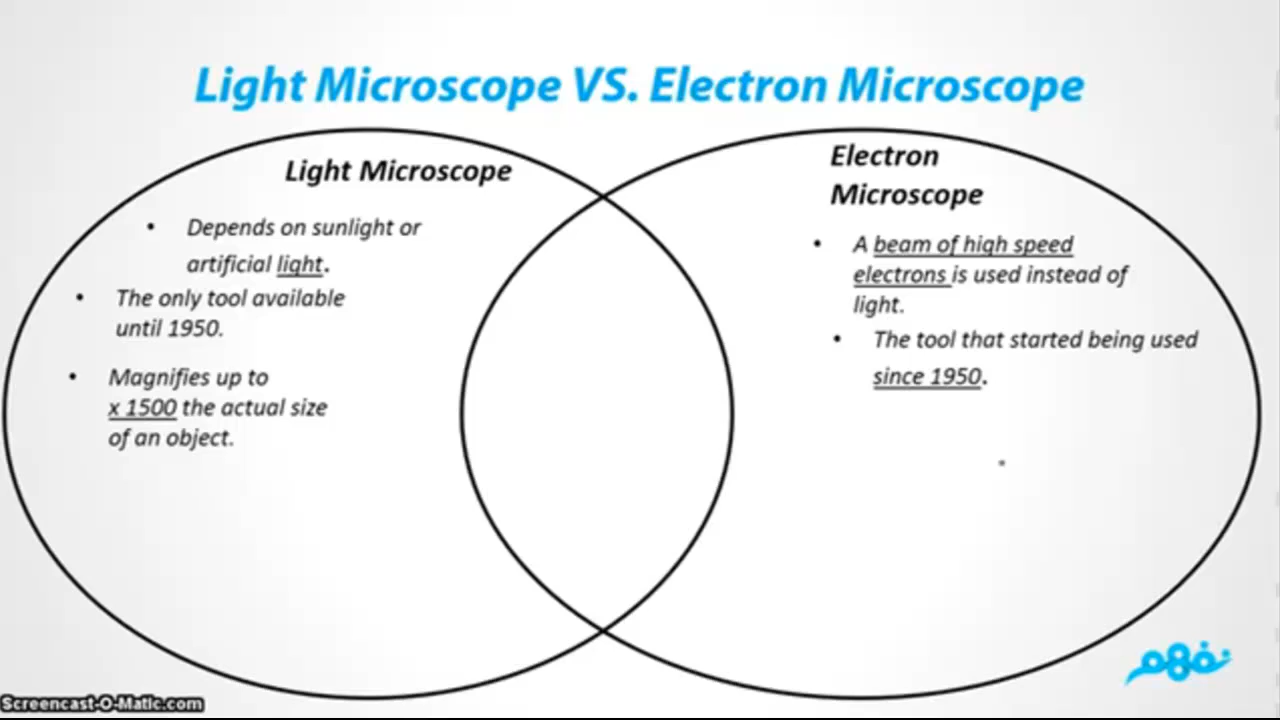 Light Microscope VS. Electron Microscope
Light Microscope
• Depends on sunlight or
artificial light.
• The only tool available
until 1950.
• Magnifies up to
x 1500 the actual size
of an object.
Electron
Microscope
• A beam of high speed
electrons is used instead of
light.
• The tool that started being used
since 1950.
نفهم
Screencast-O-Matic.com